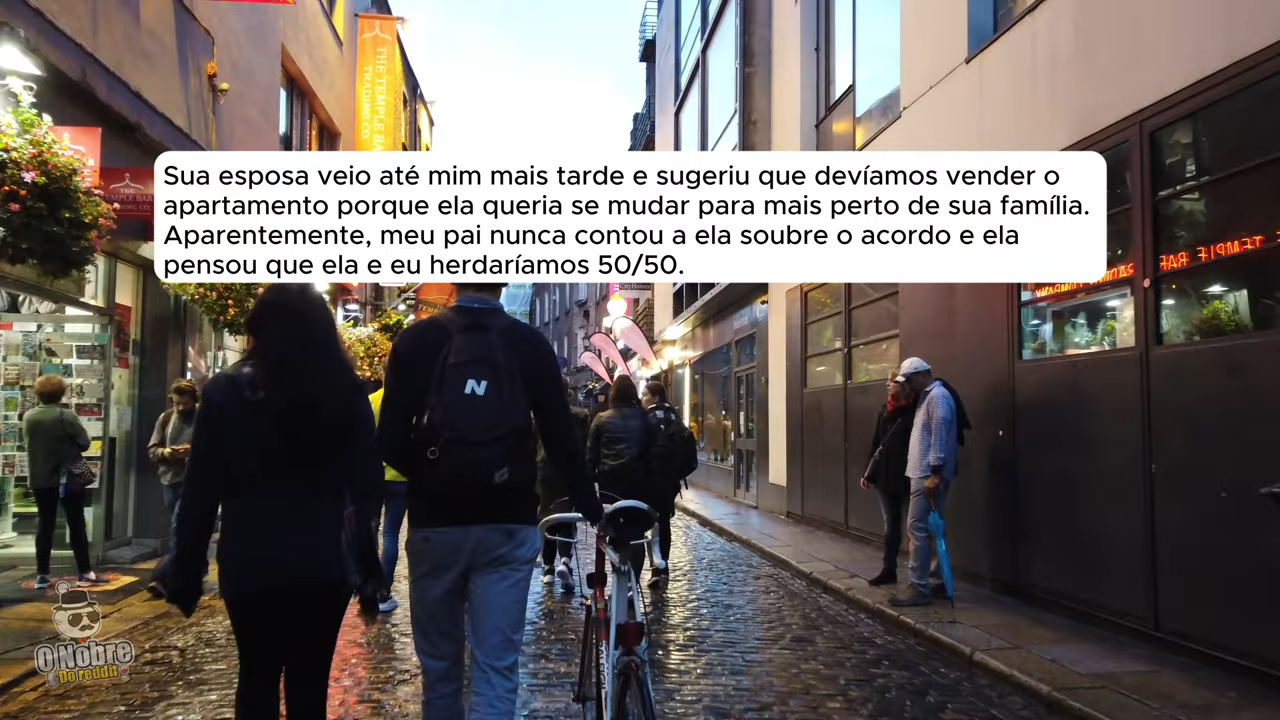 THE TEMPLE BA
TRADING CO.
THE
TEMPLE BAR
Sua esposa veio até mim mais tarde e sugeriu que devíamos vender o
apartamento porque ela queria se mudar para mais perto de sua família.
Aparentemente, meu pai nunca contou a ela soubre o acordo e ela
pensou que ela e eu herdaríamos 50/50.
N
O Nobre
Do reddit